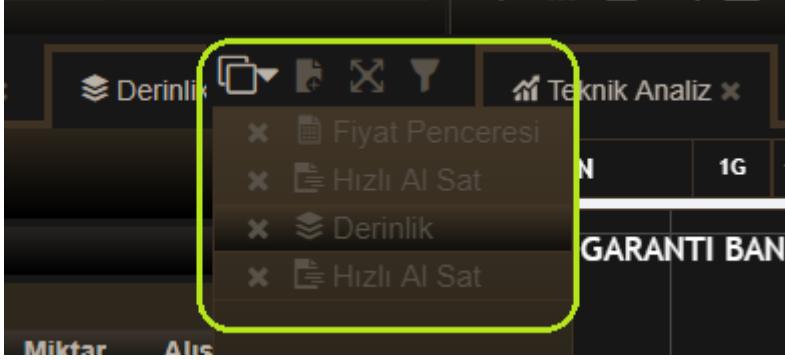 Derinlik
Teknik Analiz
Fiyat Penceresi
Hızlı Al Sat
1G
Derinlik
GARANTI BAN
Hızlı Al Sat
Miktar Alış